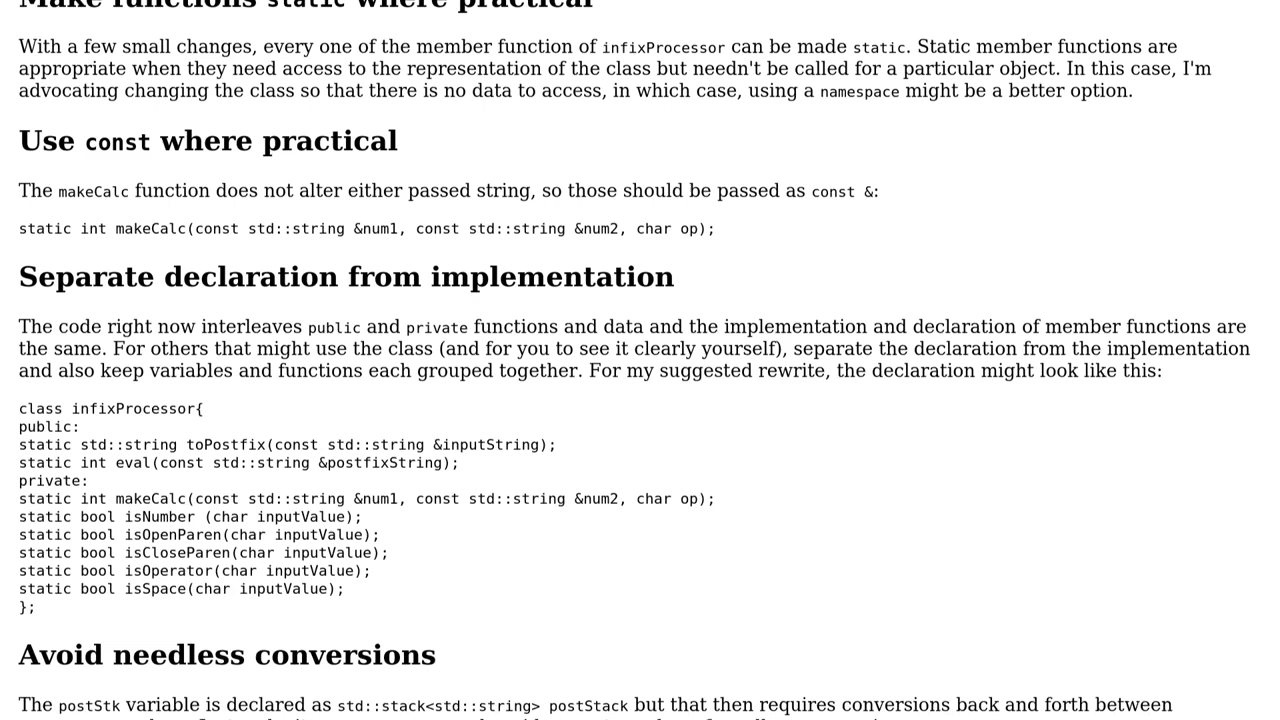 Make functions static where practical
With a few small changes, every one of the member function of infixProcessor can be made static. Static member functions are
appropriate when they need access to the representation of the class but needn't be called for a particular object. In this case, I'm
advocating changing the class so that there is no data to access, in which case, using a namespace might be a better option.
Use const where practical
The makeCalc function does not alter either passed string, so those should be passed as const &:
static int makeCalc(const std::string &num1, const std::string &num2, char op);
Separate declaration from implementation
The code right now interleaves public and private functions and data and the implementation and declaration of member functions are
the same. For others that might use the class (and for you to see it clearly yourself), separate the declaration from the implementation
and also keep variables and functions each grouped together. For my suggested rewrite, the declaration might look like this:
class infixProcessor{
public:
static std::string toPostfix(const std::string &inputString);
static int eval(const std::string &postfixString);
private:
static int makeCalc(const std::string &num1, const std::string &num2, char op);
static bool isNumber (char inputValue);
static bool isOpenParen(char inputValue);
static bool isCloseParen(char inputValue);
static bool isOperator(char inputValue);
static bool isSpace(char inputValue);
};
Avoid needless conversions
The postStk variable is declared as std::stack<std::string> postStack but that then requires conversions back and forth between